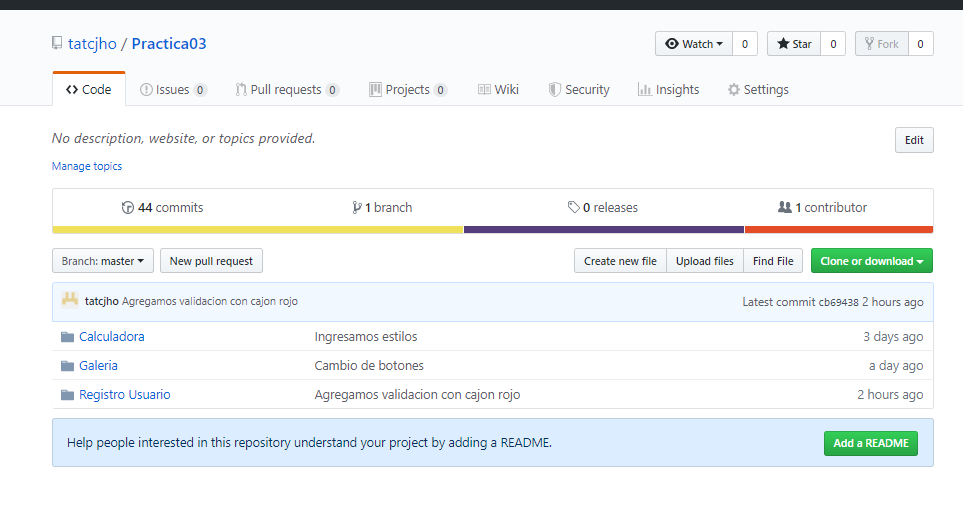 tatcjho / Practica03
Watch 0 Star 0 Fork 0
Code Issues 0 Pull requests 0 Projects 0 Wiki Security Insights Settings
No description, website, or topics provided. Edit
Manage topics
44 commits 1 branch 0 releases 1 contributor
Branch: master New pull request Create new file Upload files Find File Clone or download
tatcjho Agregamos validacion con cajon rojo Latest commit cb69438 2 hours ago
Calculadora Ingresamos estilos 3 days ago
Galeria Cambio de botones a day ago
Registro Usuario Agregamos validacion con cajon rojo 2 hours ago
Help people interested in this repository understand your project by adding a README. Add a README